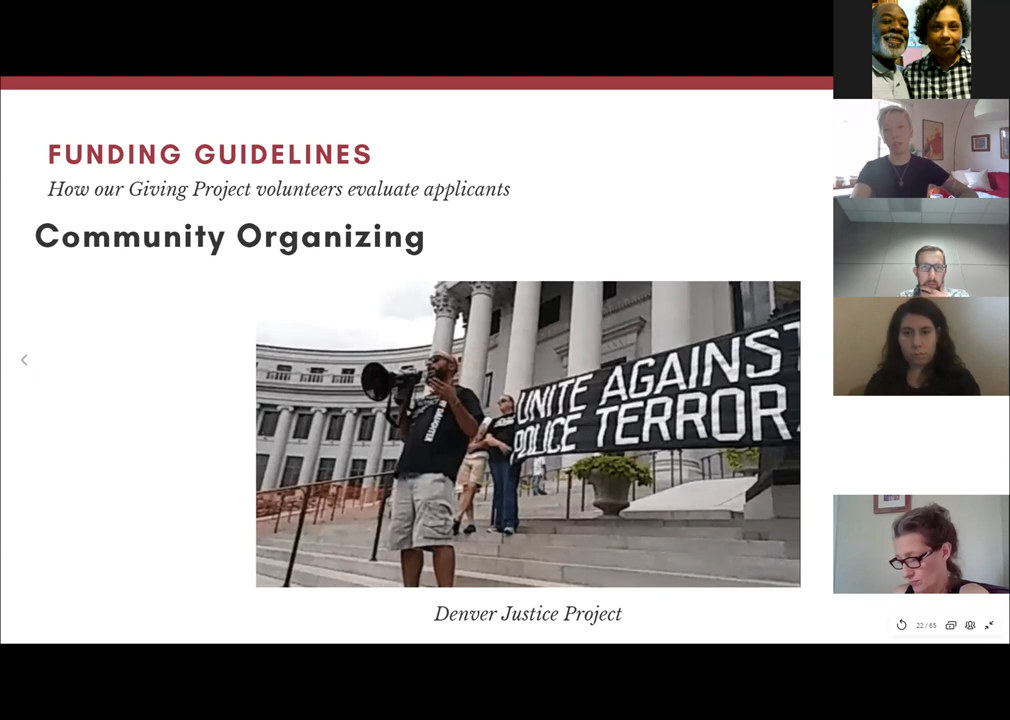 FUNDING GUIDELINES
How our Giving Project volunteers evaluate applicants
Community Organizing
UNITE AGAINST
POLICE TERROR
Denver Justice Project
22 / 65